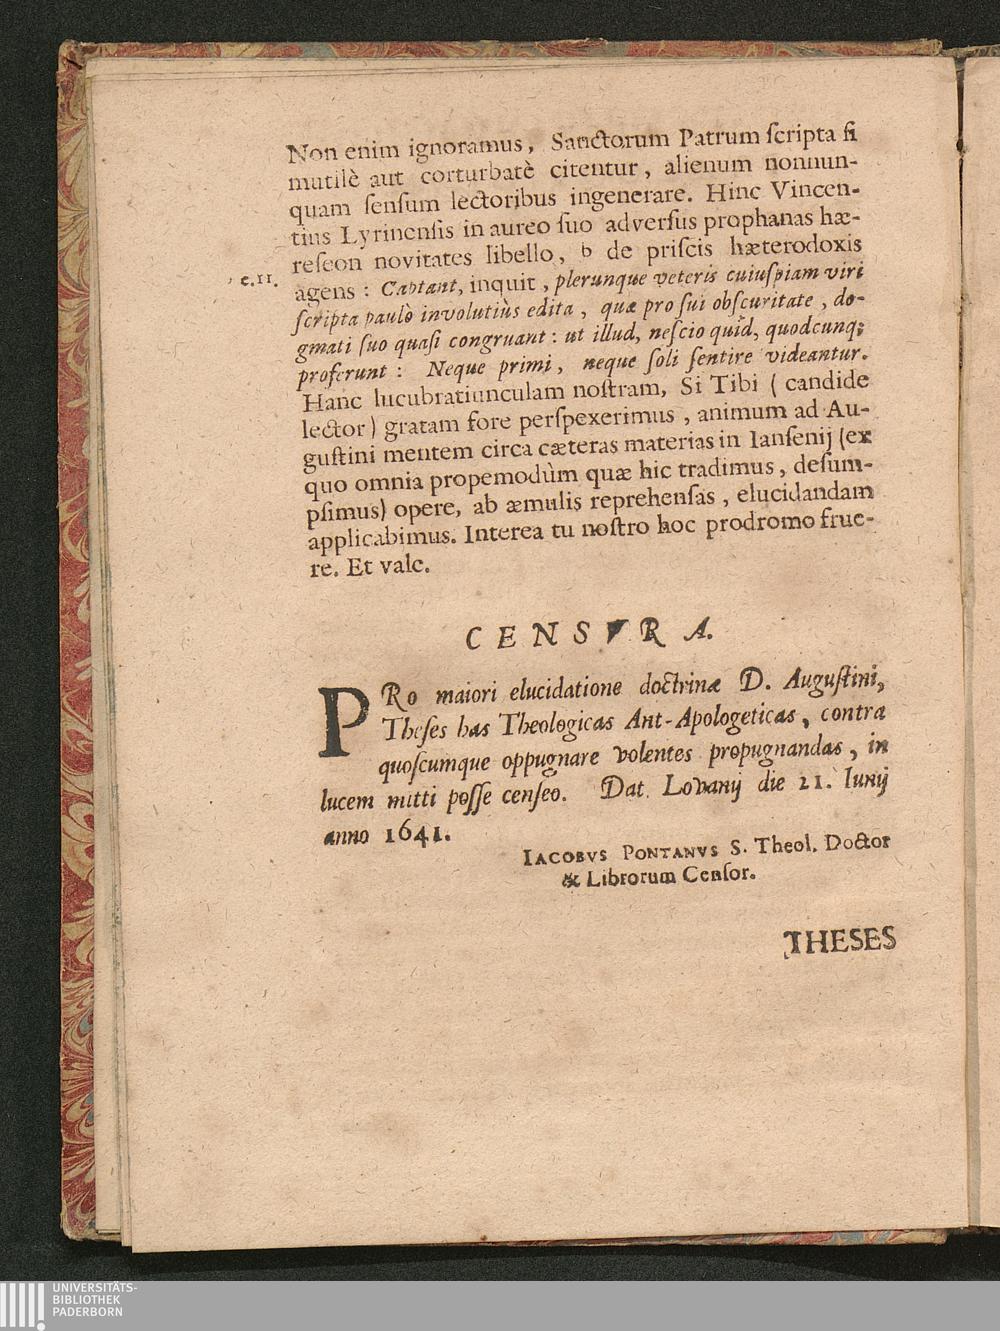 Non enim ignoramus, Sanctorum Patrum ſcripta ſi
mutilè aut corturbatè citentur, alienum nonnun-
quam ſenſum lectoribus ingenerare. Hinc Vincen-
tius Lyrinenſis in aureo ſuo adverſus prophanas hæ-
reſeon novitates libello, b de priſcis hæterodoxis
, c.11.
agens : Captant, inquit, plerunque veteris cuiuſpiam viri
ſcripta paulò involutiùs edita, quæ pro ſui obſcuritate, do-
gmati ſuo quaſi congruant : ut illud, neſcio quid, quodcunq;
proferunt : Neque primi, neque ſoli ſentire videantur.
Hanc lucubratiunculam noſtram, Si Tibi ( candide
lector ) gratam fore perſpexerimus, animum ad Au-
guſtini mentem circa cæteras materias in Ianſenij (ex
quo omnia propemodùm quæ hic tradimus, deſum-
pſimus) opere, ab æmulis reprehenſas, elucidandam
applicabimus. Interea tu noſtro hoc prodromo frue-
re. Et vale.
CENSVRA.
PRo maiori elucidatione doctrinæ D. Auguſtini,
Theſes has Theologicas Ant-Apologeticas, contra
quoſcumque oppugnare volentes propugnandas, in
lucem mitti poſſe cenſeo. Dat. Lovanij die 21. Iunij
anno 1641.
IACOBVS PONTANVS S. Theol. Doctor
& Librorum Cenſor.
THESES
UNIVERSITÄTS-
BIBLIOTHEK
PADERBORN